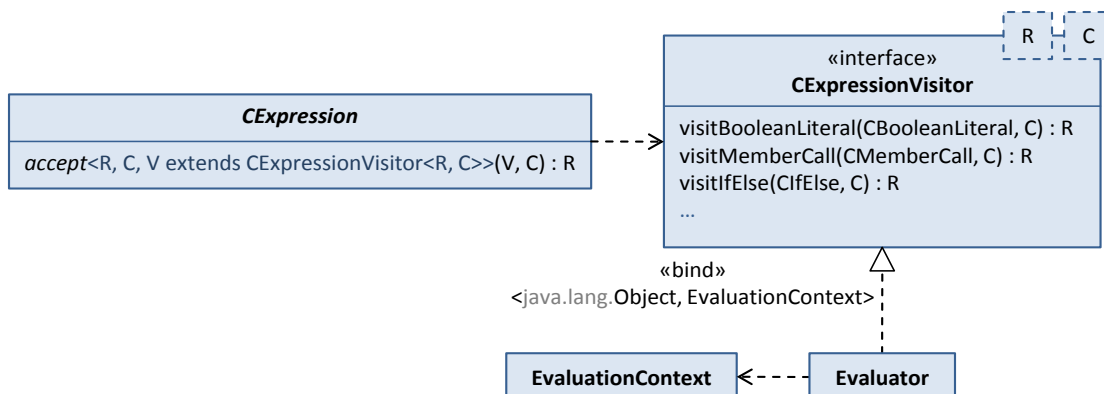 R C
«interface»
CExpressionVisitor
CExpression
accept<R, C, V extends CExpressionVisitor<R, C>>(V, C) : R
visitBooleanLiteral(CBooleanLiteral, C) : R
visitMemberCall(CMemberCall, C) : R
visitIfElse(CIfElse, C) : R
...
«bind»
<java.lang.Object, EvaluationContext>
EvaluationContext
Evaluator